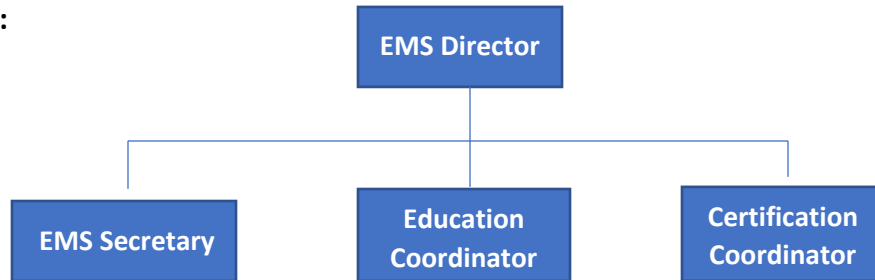 :
EMS Director
EMS Secretary
Education
Coordinator
Certification
Coordinator